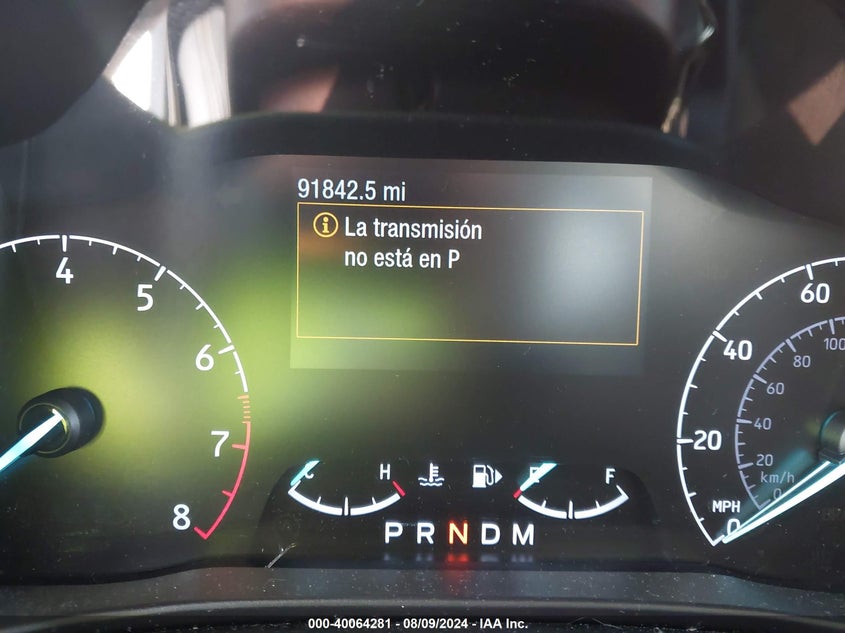 91842.5 mi
La transmisión
no está en P
4
5
6
7
8
60
40
20
MPH
0
100
80
60
40
20
km/h
0
C
H
E
F
P R N D M
000-40064281 - 08/09/2024 - IAA Inc.